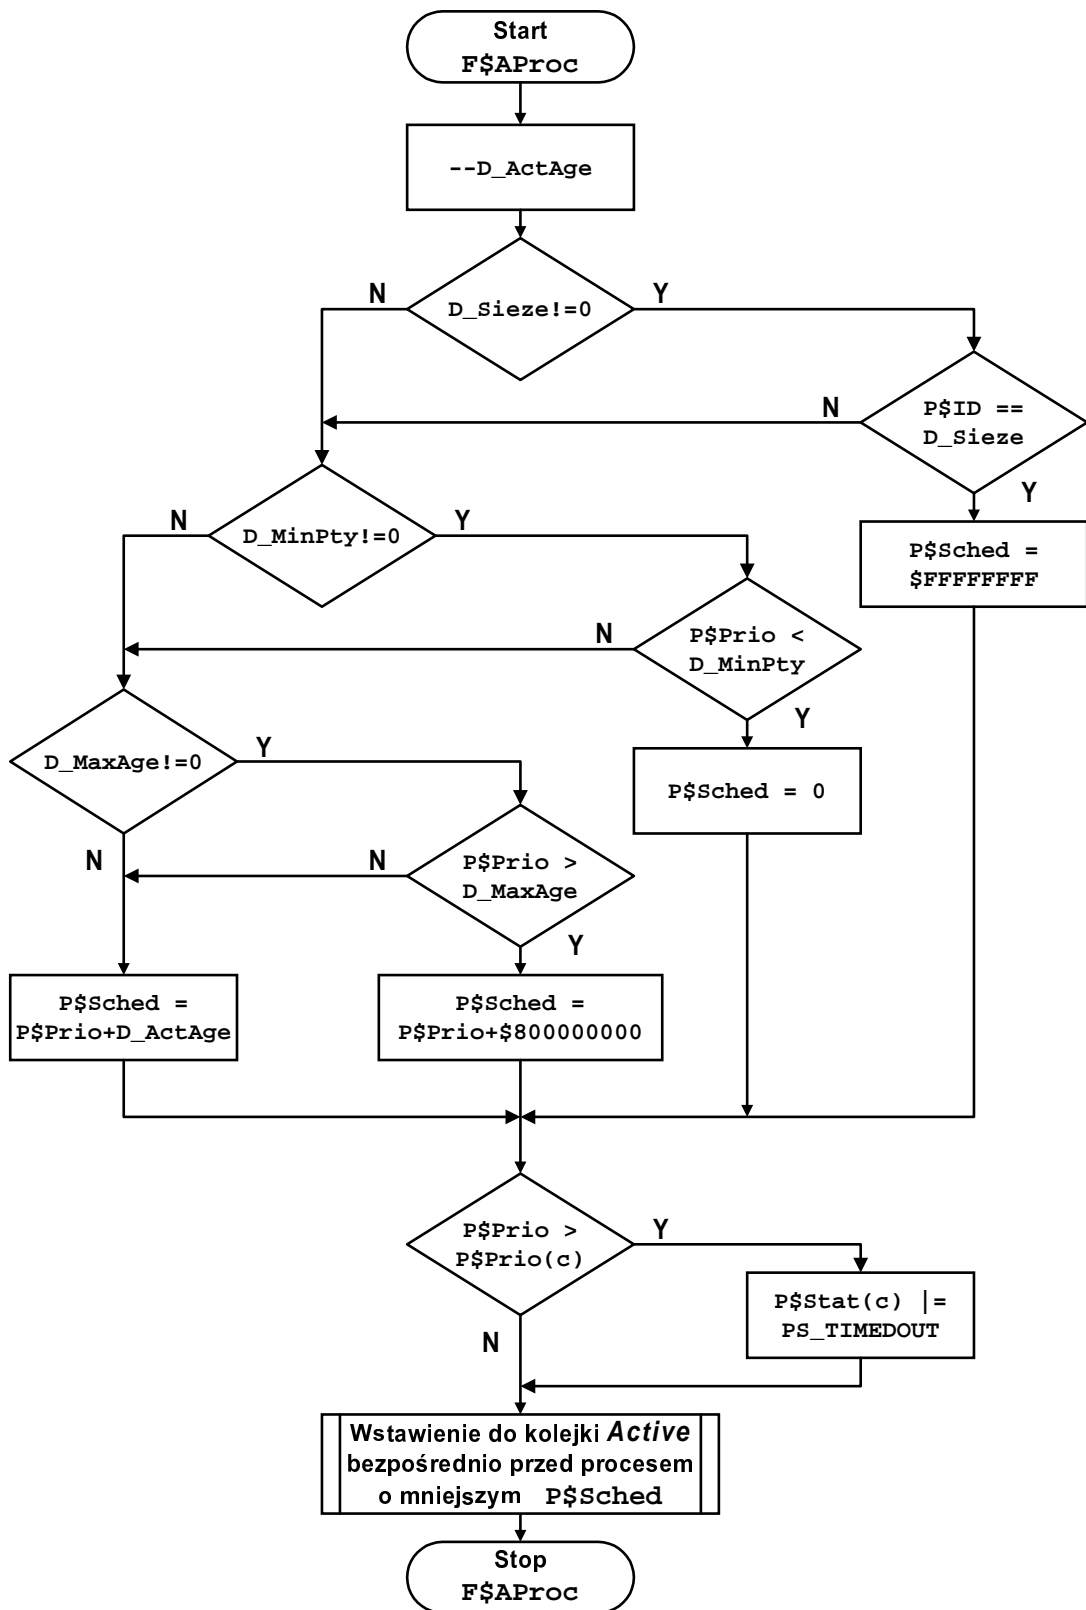 Start
F$AProc
--D_ActAge
N
D_Sieze!=0
Y
N
P$ID ==
D_Sieze
Y
N
D_MinPty!=0
Y
P$Sched =
$FFFFFFFF
N
P$Prio <
D_MinPty
Y
D_MaxAge!=0
Y
P$Sched = 0
N
N
P$Prio >
D_MaxAge
Y
P$Sched =
P$Prio+D_ActAge
P$Sched =
P$Prio+$800000000
P$Prio >
P$Prio(c)
Y
P$Stat(c) |=
PS_TIMEDOUT
N
Wstawienie do kolejki Active
bezpośrednio przed procesem
o mniejszym P$Sched
Stop
F$AProc